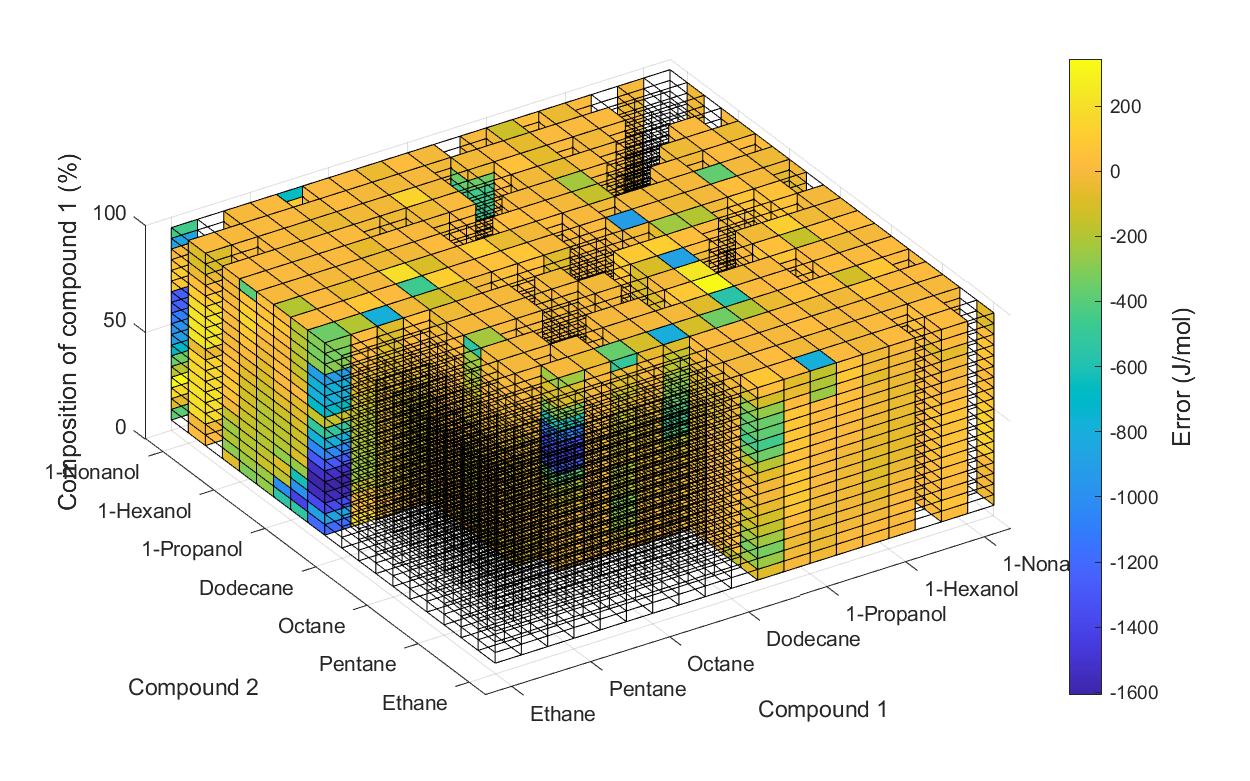 Composition of compound 1 (%)
100
50
0
1-Nonanol
1-Hexanol
1-Propanol
Dodecane
Octane
Pentane
Ethane
Compound 2
Ethane
Pentane
Octane
Dodecane
1-Propanol
1-Hexanol
1-Nona
Compound 1
200
0
-200
-400
-600
-800
-1000
-1200
-1400
-1600
Error (J/mol)